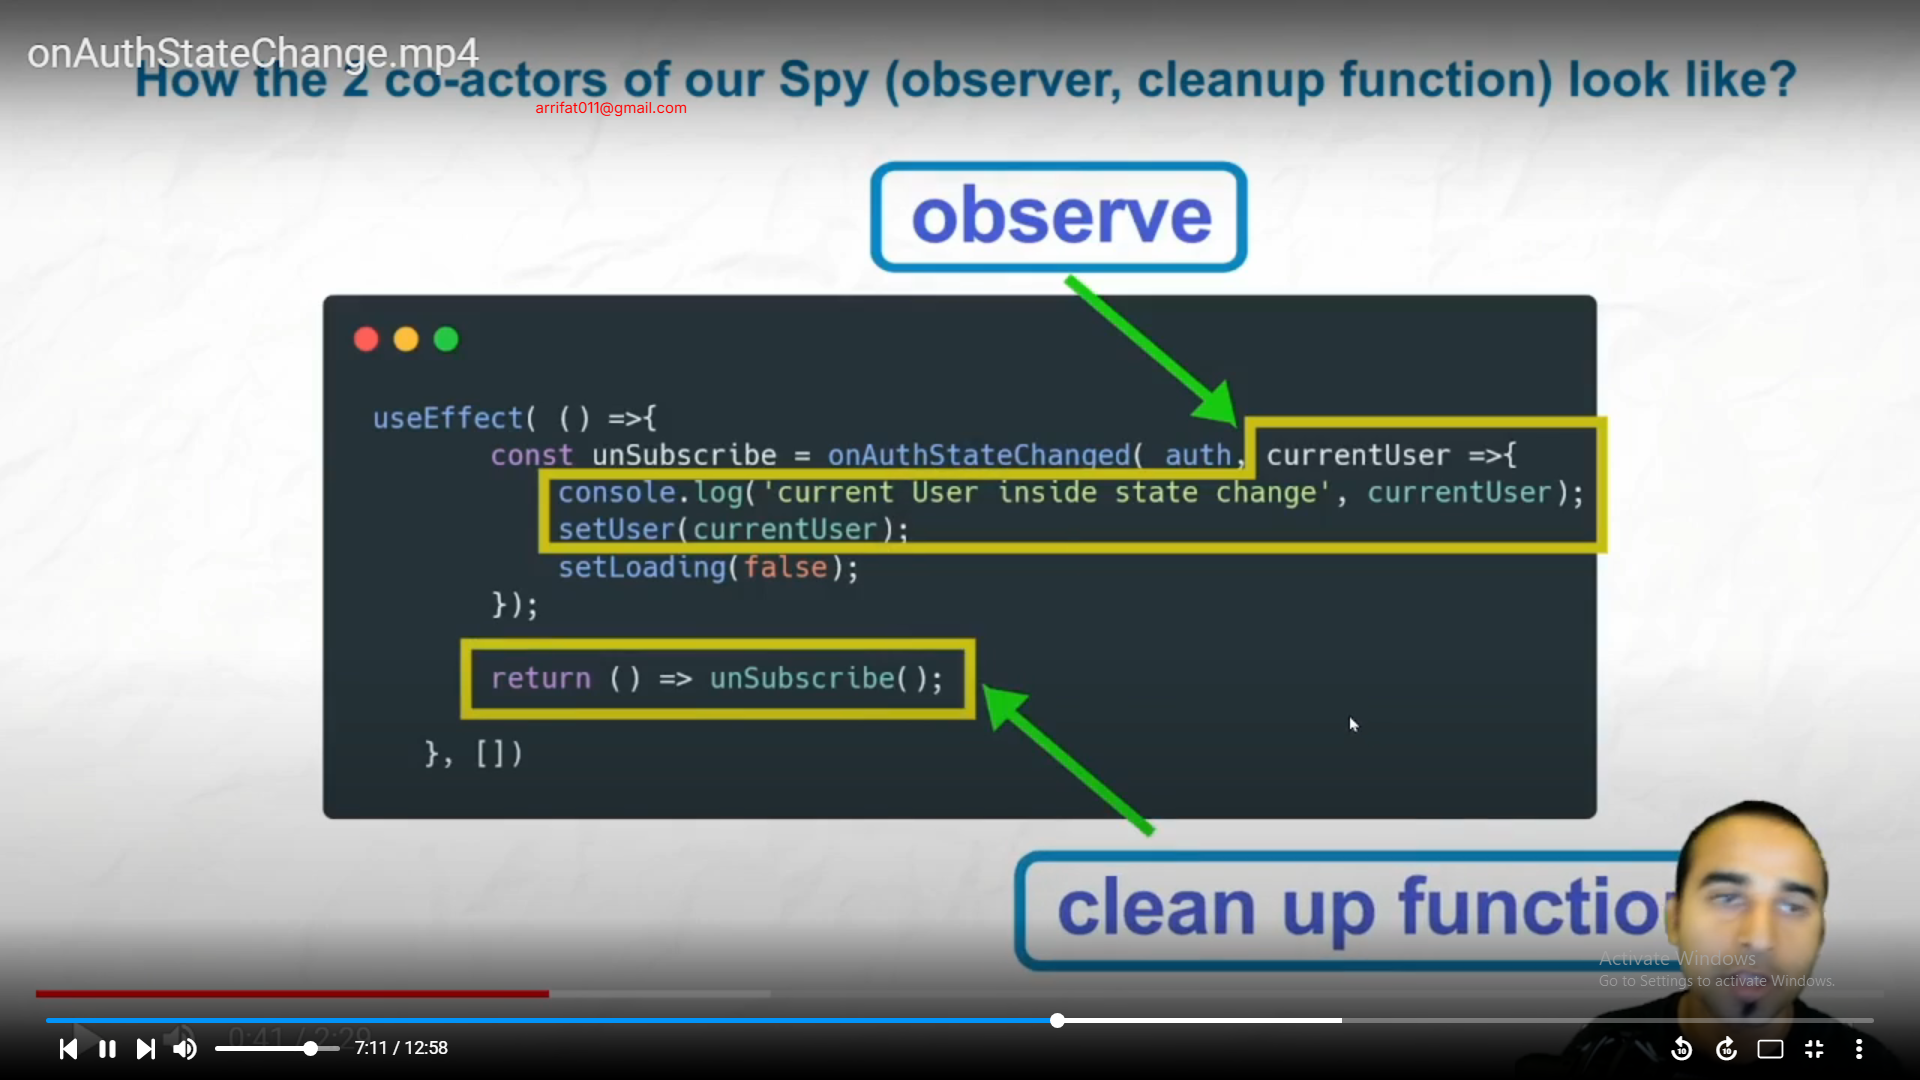 onAuthStateChange.mp4
How the 2 co-actors of our Spy (observer, cleanup function) look like?
arrifat011@gmail.com
observe
useEffect( () =>{
const unSubscribe = onAuthStateChanged( auth, currentUser =>{
console.log('current User inside state change', currentUser);
setUser(currentUser);
setLoading(false);
});
return () => unSubscribe();
}, [])
clean up functio
Activate Windows
Go to Settings to activate Windows.
0:41 / 2:29
7:11 / 12:58
10
10